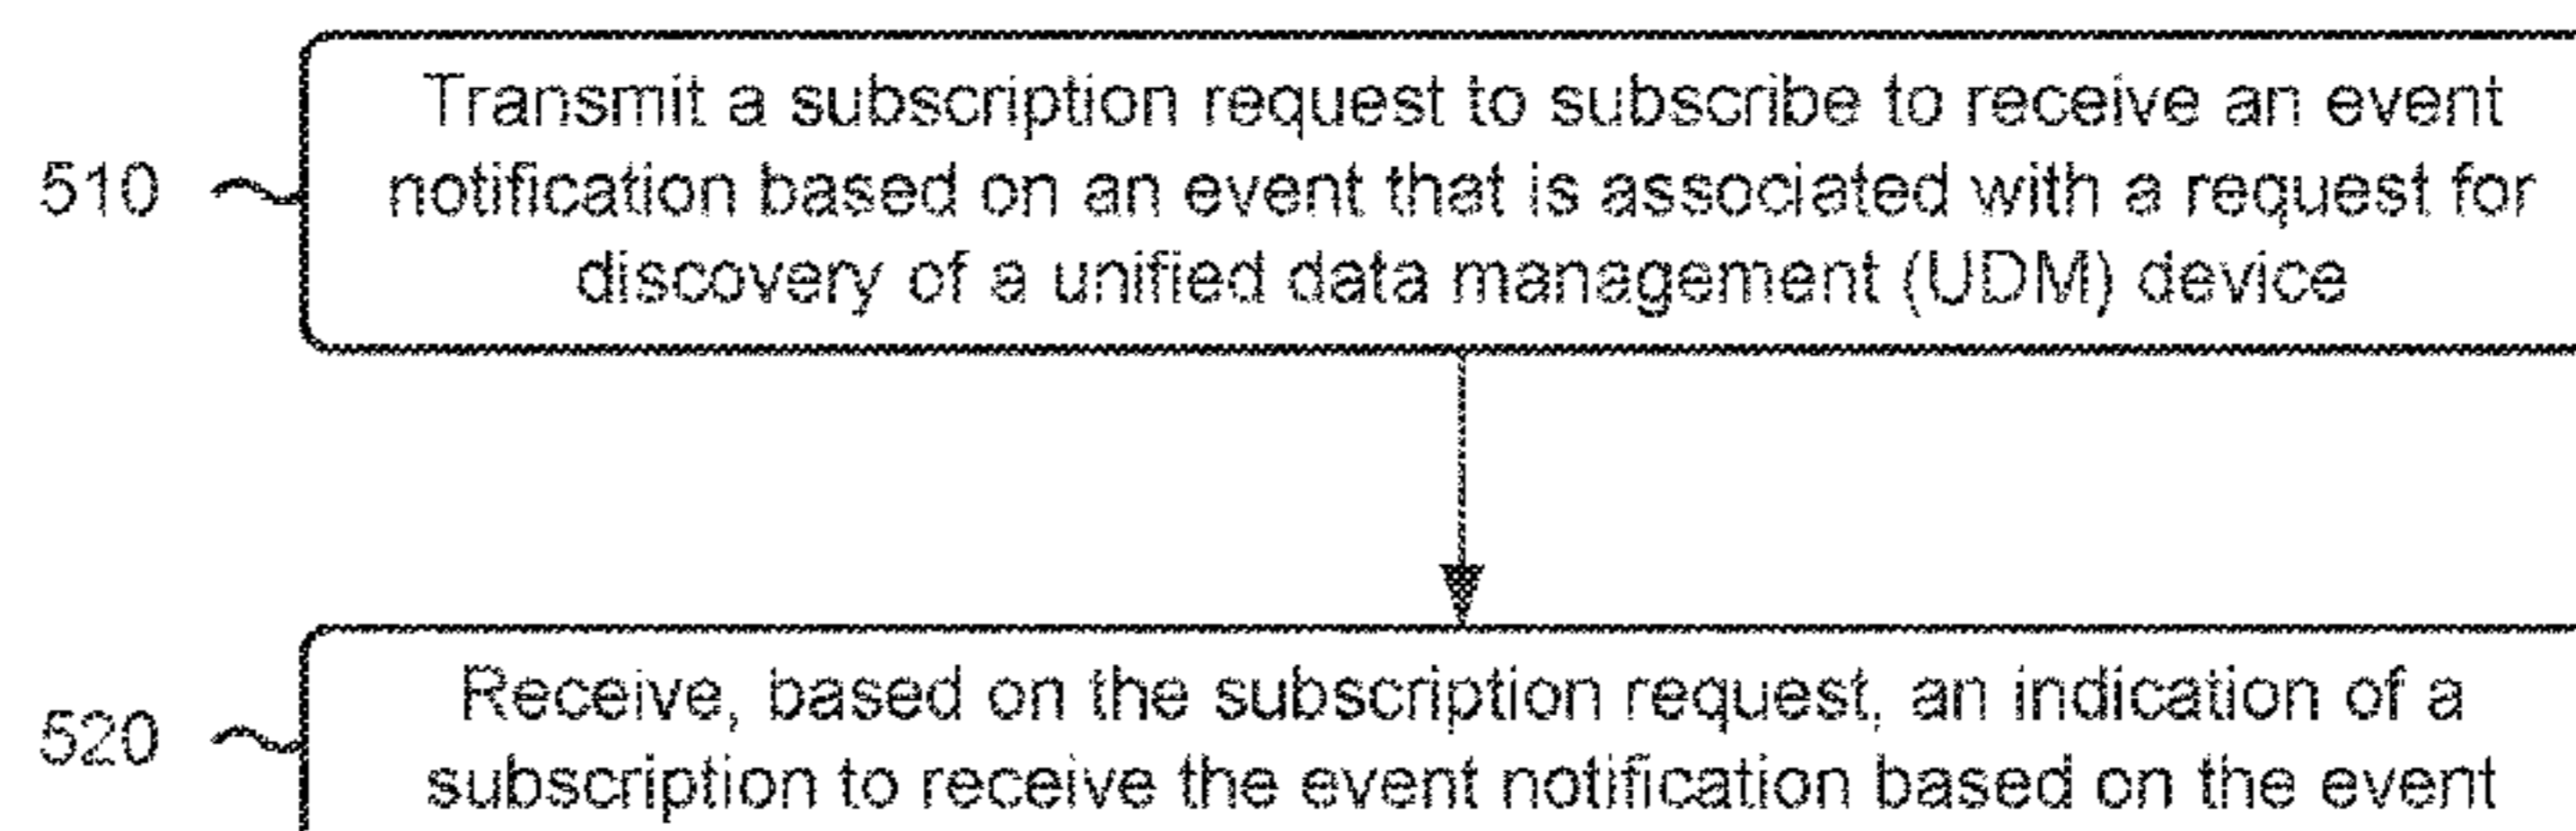 Transmit a subscription request to subscribe to receive an event
510
notification based on an event that is associated with a request for
discovery of a unified data management (UDM) device
Receive, based on the subscription request, an indication of a
520
subscription to receive the event notification based on the event